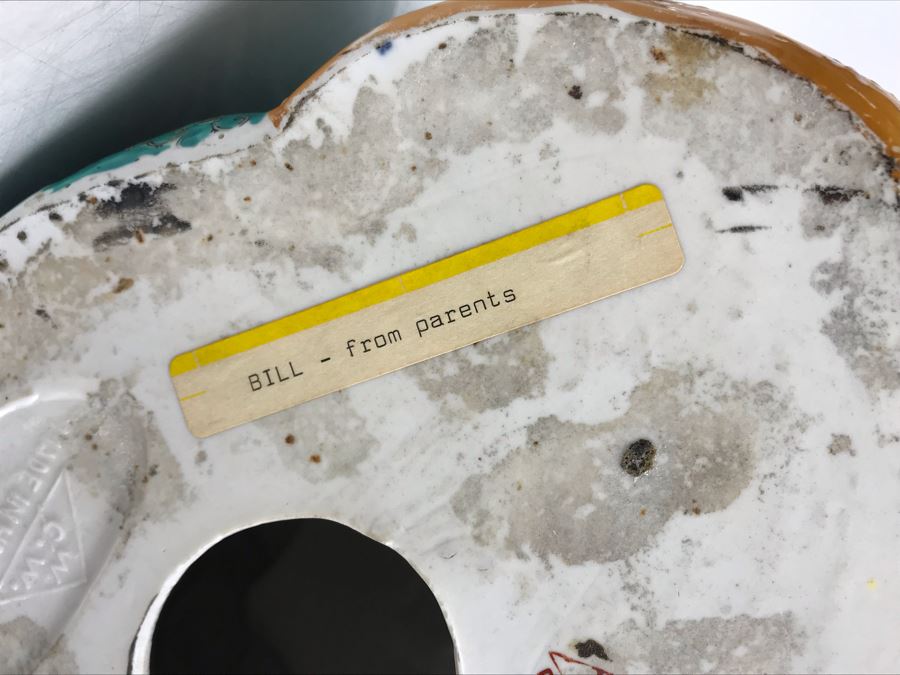 BILL - from parents